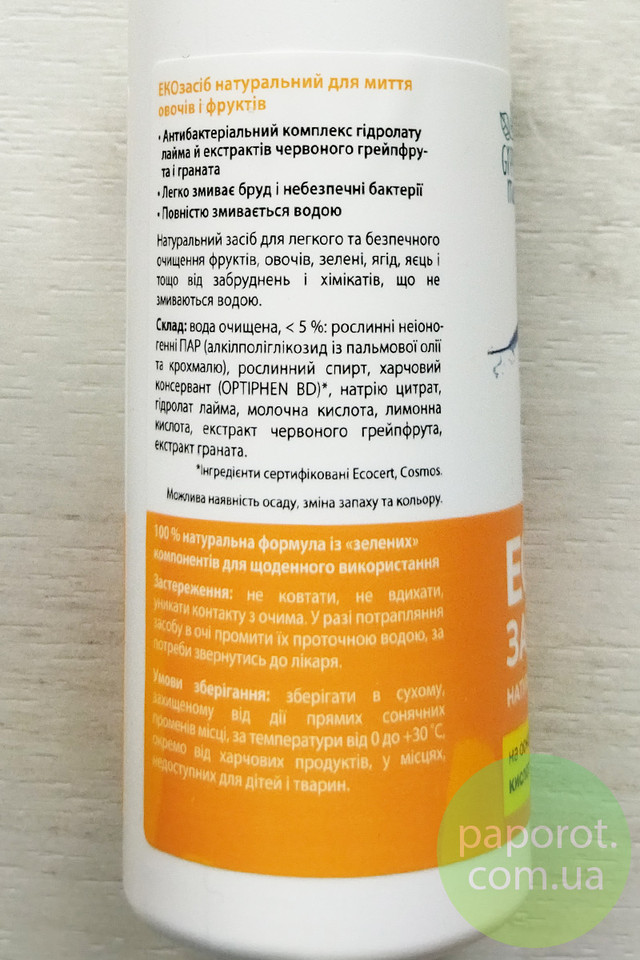 ЕКОзасіб натуральний для миття
овочів і фруктів
• Антибактеріальний комплекс гідролату
лайма й екстрактів червоного грейпфру-
та і граната
• Легко змиває бруд і небезпечні бактерії
• Повністю змивається водою
Натуральний засіб для легкого та безпечного
очищення фруктів, овочів, зелені, ягід, яєць і
тощо від забруднень і хімікатів, що не
змиваються водою.
Склад: вода очищена, < 5 %: рослинні неіоно-
генні ПАР (алкілполіглікозид із пальмової олії
та крохмалю), рослинний спирт, харчовий
консервант (OPTIPHEN BD)*, натрію цитрат,
гідролат лайма, молочна кислота, лимонна
кислота, екстракт червоного грейпфрута,
екстракт граната.
*Інгредієнти сертифіковані Ecocert, Cosmos.
Можлива наявність осаду, зміна запаху та кольору.
100 % натуральна формула із «зелених»
компонентів для щоденного використання
Застереження: не ковтати, не вдихати,
уникати контакту з очима. У разі потрапляння
засобу в очі промити їх проточною водою, за
потреби звернутись до лікаря.
Умови зберігання: зберігати в сухому,
захищеному від дії прямих сонячних
променів місці, за температури від 0 до +30 °С,
окремо від харчових продуктів, у місцях,
недоступних для дітей і тварин.
paporot.
com.ua